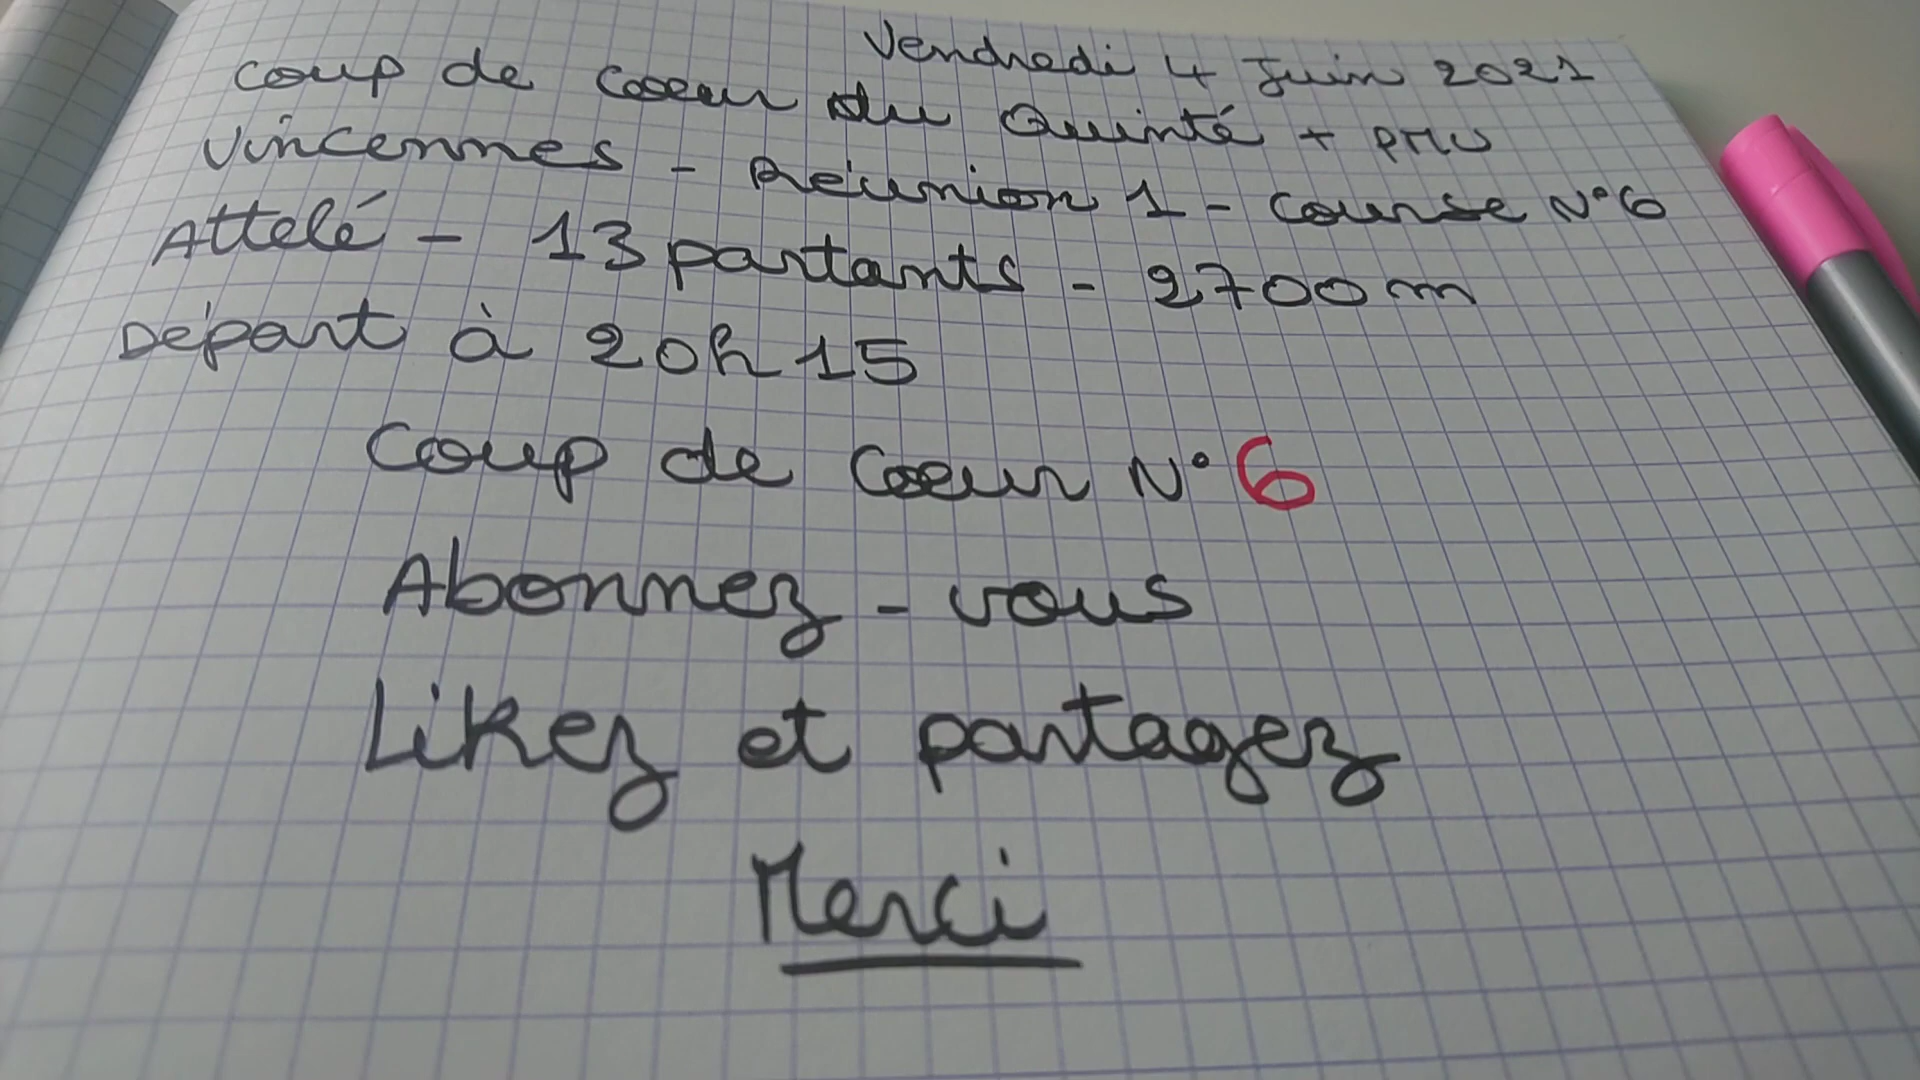 Vendredi 4 Juin 2021
Coup de Coeur du Quinté + PMU
Vincennes - Réunion 1 - Course N°6
Attelé - 13 partants - 2700m
Départ à 20h15
Coup de Coeur N°6
Abonnez-vous
Likez et partagez
Merci